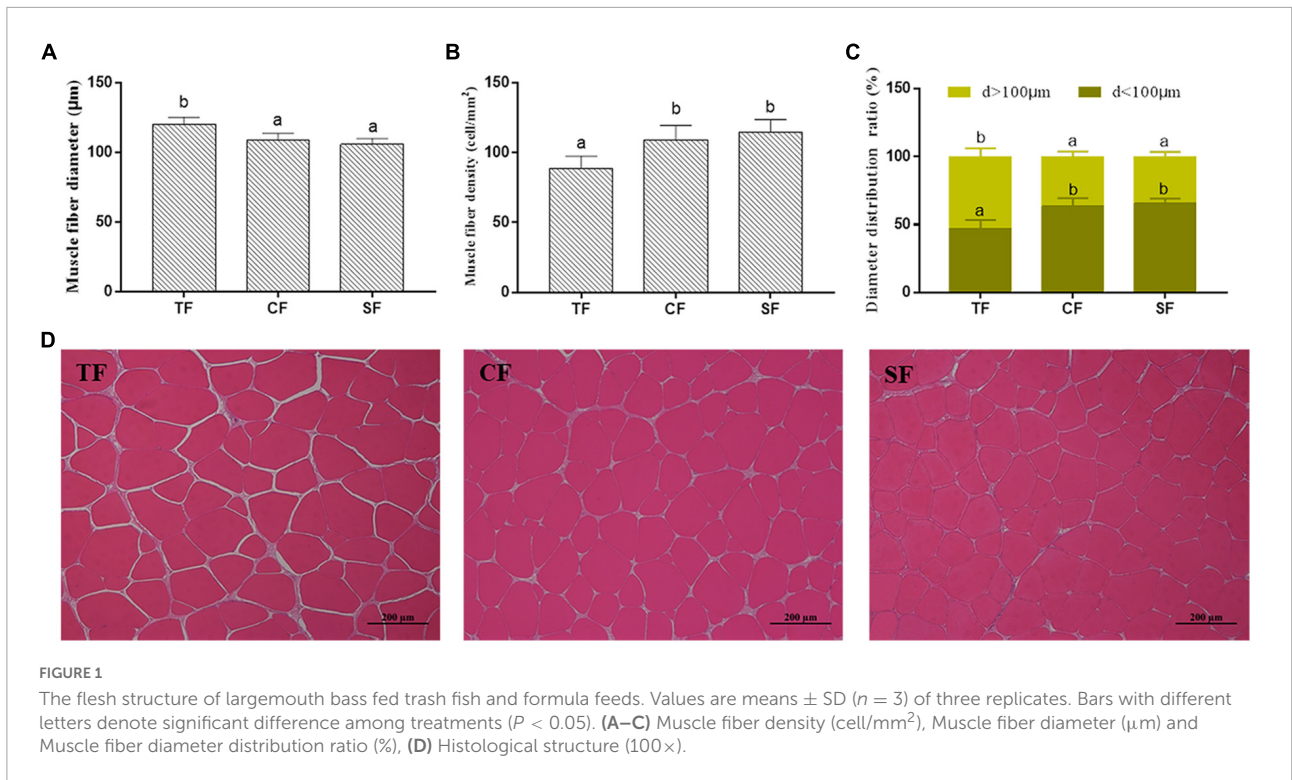 A
Muscle fiber diameter (µm)
150
100
50
0
b
a
a
TF
CF
SF
B
Muscle fiber density (cell/mm²)
150
100
50
0
a
b
b
TF
CF
SF
C
Diameter distribution ratio (%)
d>100µm
d<100µm
150
100
50
0
b
a
a
a
b
b
TF
CF
SF
D
TF
200 µm
CF
200 µm
SF
200 µm
FIGURE 1
The flesh structure of largemouth bass fed trash fish and formula feeds. Values are means ± SD (n = 3) of three replicates. Bars with different
letters denote significant difference among treatments (P < 0.05). (A–C) Muscle fiber density (cell/mm²), Muscle fiber diameter (µm) and
Muscle fiber diameter distribution ratio (%), (D) Histological structure (100×).